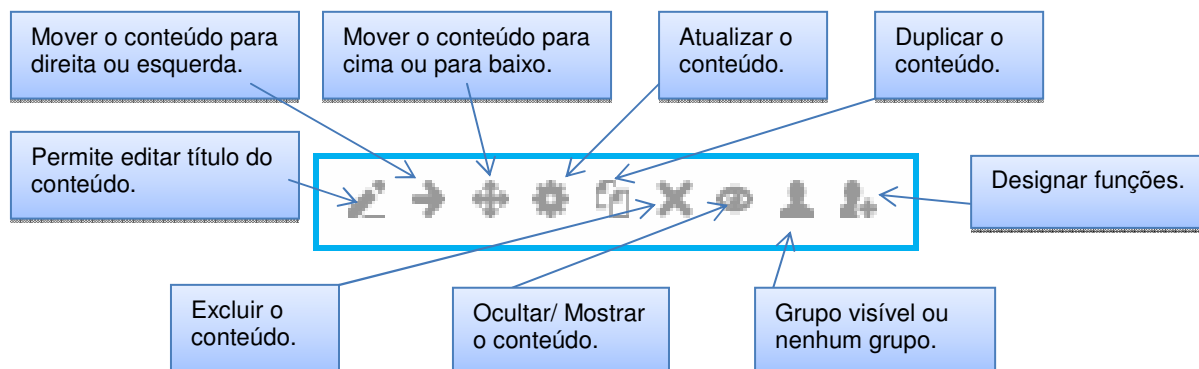 Mover o conteúdo para
direita ou esquerda.
Mover o conteúdo para
cima ou para baixo.
Atualizar o
conteúdo.
Duplicar o
conteúdo.
Permite editar título do
conteúdo.
Designar funções.
Excluir o
conteúdo.
Ocultar/ Mostrar
o conteúdo.
Grupo visível ou
nenhum grupo.